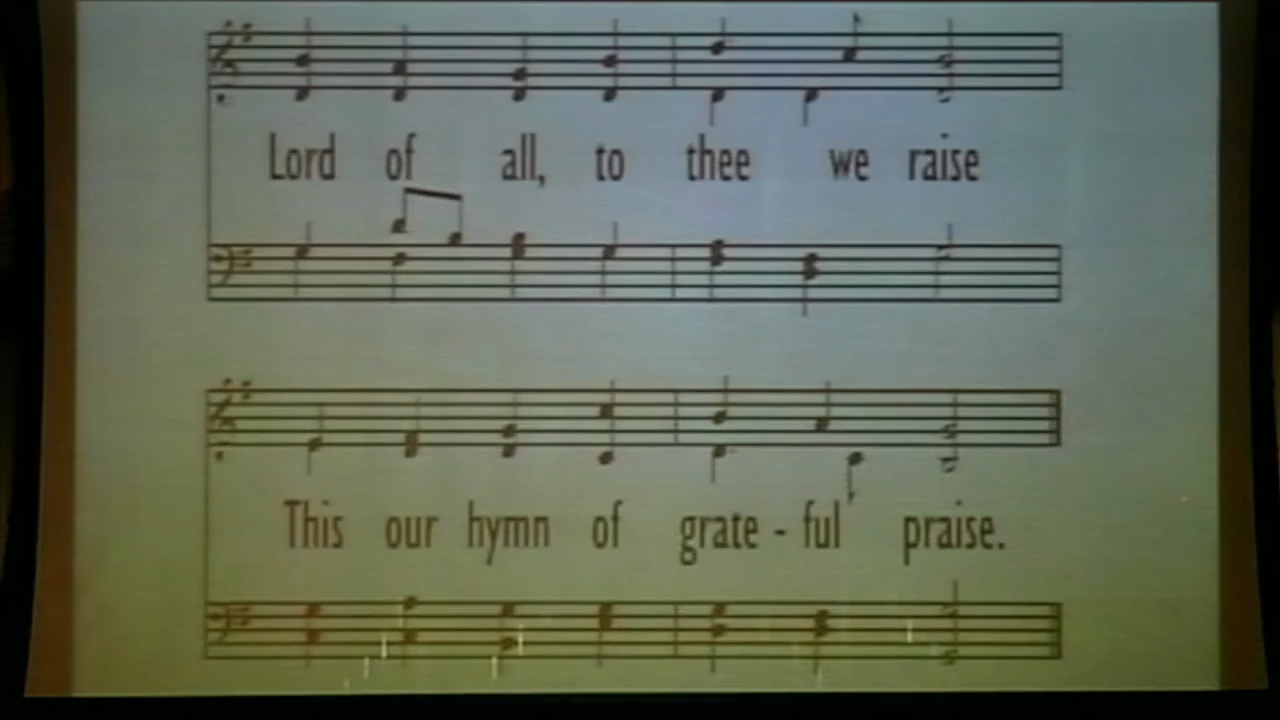 Lord of all, to thee we raise
This our hymn of grate - ful praise.